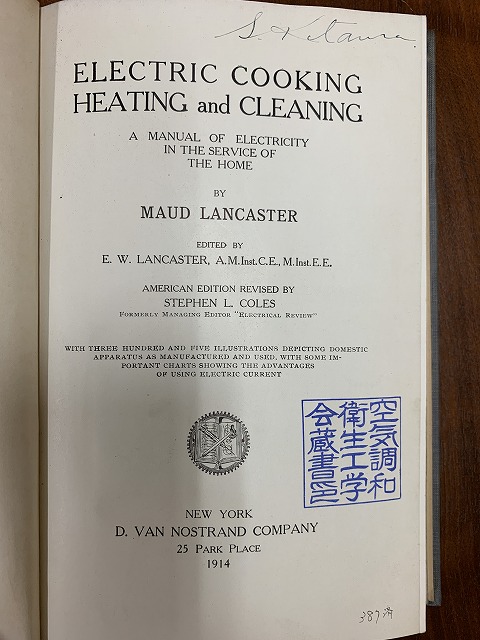 S. Kitaura
ELECTRIC COOKING
HEATING and CLEANING
A MANUAL OF ELECTRICITY
IN THE SERVICE OF
THE HOME
BY
MAUD LANCASTER
EDITED BY
E. W. LANCASTER, A.M.Inst.C.E., M.Inst.E.E.
AMERICAN EDITION REVISED BY
STEPHEN L. COLES
Formerly Managing Editor "Electrical Review"
WITH THREE HUNDRED AND FIVE ILLUSTRATIONS DEPICTING DOMESTIC
APPARATUS AS MANUFACTURED AND USED, WITH SOME IM-
PORTANT CHARTS SHOWING THE ADVANTAGES
OF USING ELECTRIC CURRENT
空気調和
衛生工学
会蔵書印
NEW YORK
D. VAN NOSTRAND COMPANY
25 Park Place
1914
387